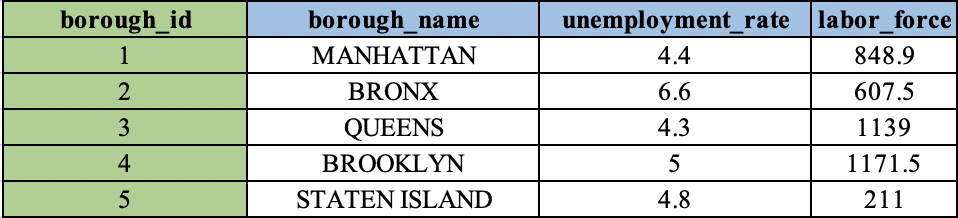 borough_id borough_name unemployment_rate labor_force
1 MANHATTAN 4.4 848.9
2 BRONX 6.6 607.5
3 QUEENS 4.3 1139
4 BROOKLYN 5 1171.5
5 STATEN ISLAND 4.8 211